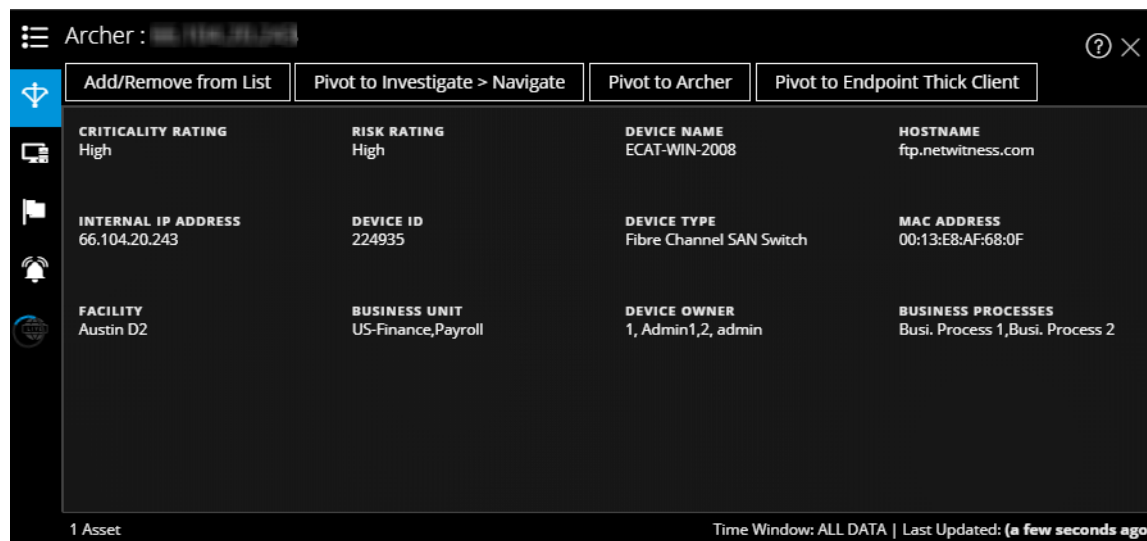 Archer :
Add/Remove from List Pivot to Investigate > Navigate Pivot to Archer Pivot to Endpoint Thick Client
CRITICALITY RATING RISK RATING DEVICE NAME HOSTNAME
High High ECAT-WIN-2008 ftp.netwitness.com
INTERNAL IP ADDRESS DEVICE ID DEVICE TYPE MAC ADDRESS
66.104.20.243 224935 Fibre Channel SAN Switch 00:13:E8:AF:68:0F
FACILITY BUSINESS UNIT DEVICE OWNER BUSINESS PROCESSES
Austin D2 US-Finance,Payroll 1, Admin1,2, admin Busi. Process 1,Busi. Process 2
1 Asset Time Window: ALL DATA | Last Updated: (a few seconds ago